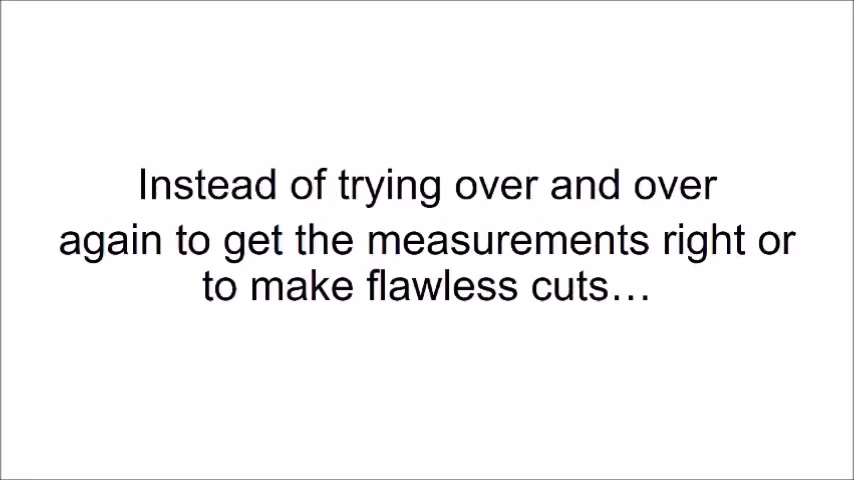 Instead of trying over and over
again to get the measurements right or
to make flawless cuts…